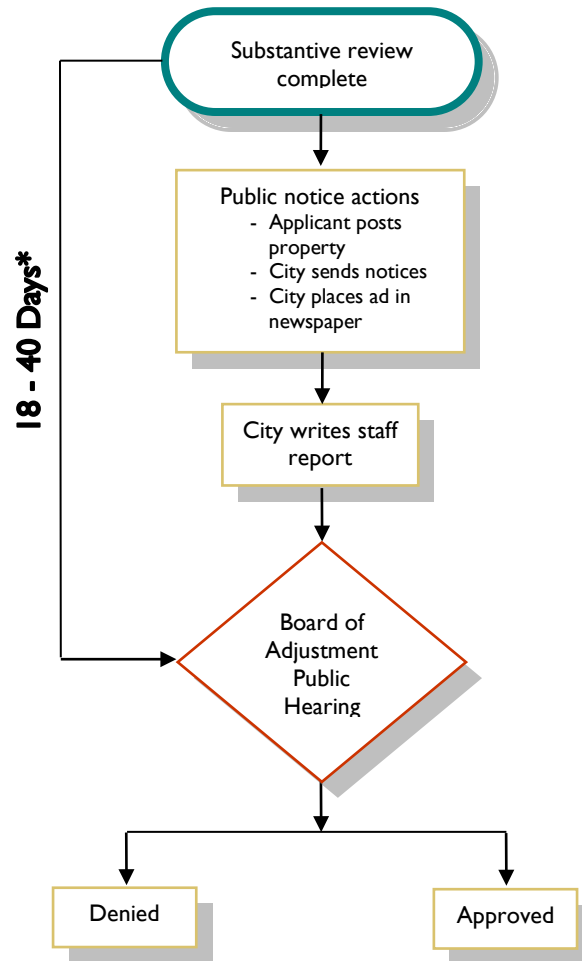 Substantive review
complete
Public notice actions
- Applicant posts
property
- City sends notices
- City places ad in
newspaper
18 - 40 Days*
City writes staff
report
Board of
Adjustment
Public
Hearing
Denied
Approved